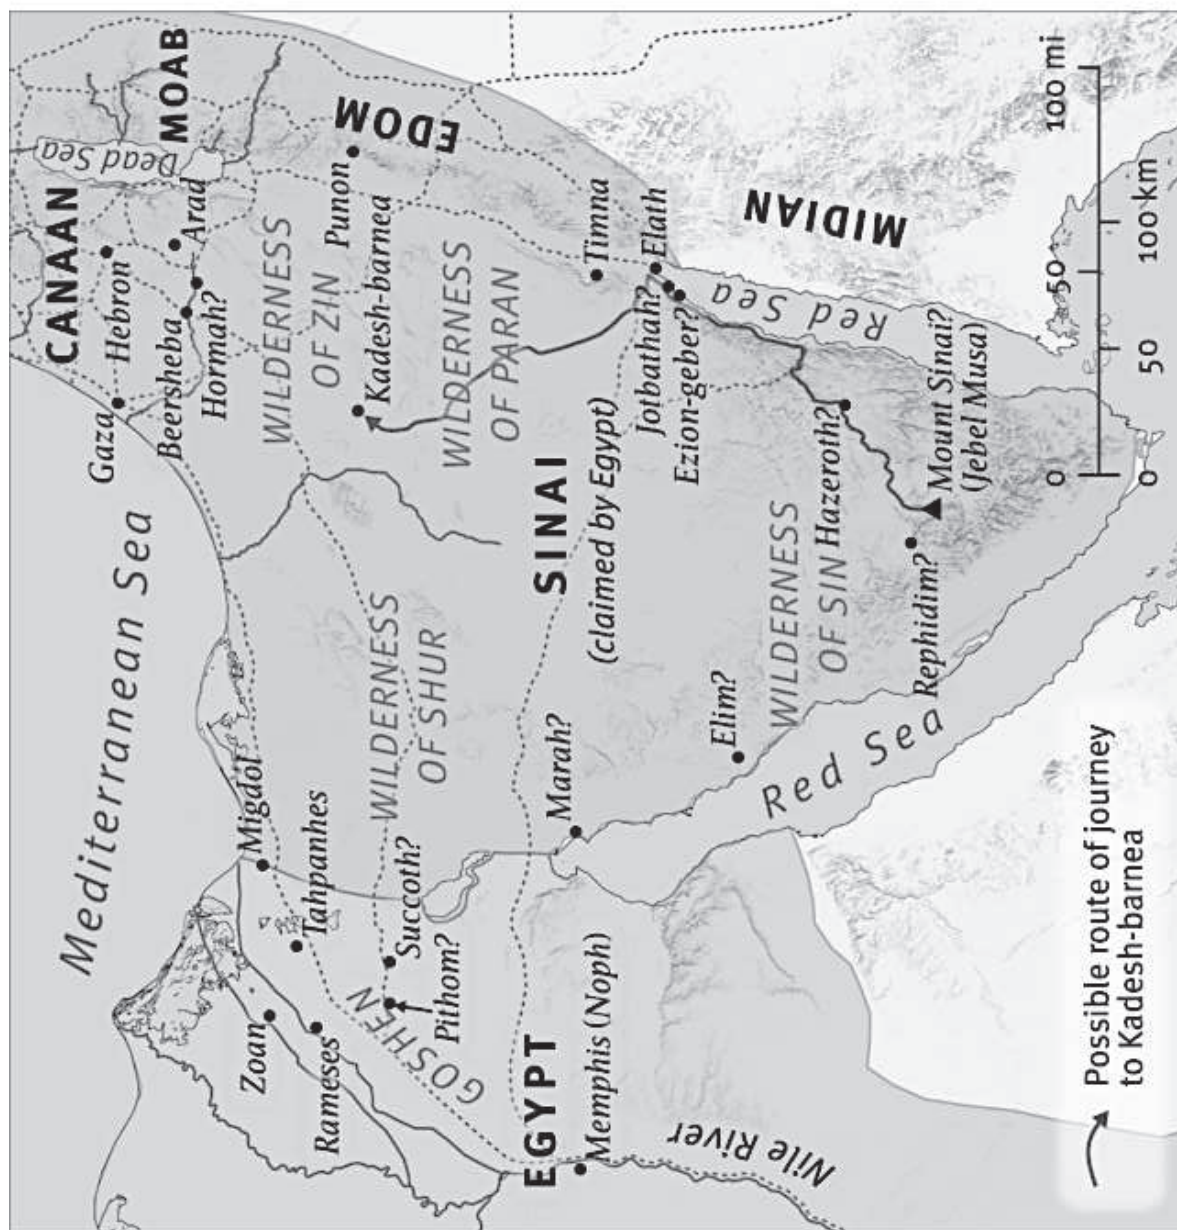 Mediterranean Sea
CANAAN
Gaza
Hebron
Dead Sea
MOAB
Beersheba
Arad
Hormah?
Zoan
Migdol
Rameses
Tahpanhes
WILDERNESS
OF ZIN
Punon
EDOM
GOSHEN
Pithom?
Succoth?
WILDERNESS
OF SHUR
Kadesh-barnea
WILDERNESS
OF PARAN
EGYPT
SINAI
(claimed by Egypt)
Timna
Memphis (Noph)
Marah?
Jotbathah?
Elath
Ezion-geber?
MIDIAN
Nile River
Elim?
Red Sea
WILDERNESS
OF SIN
Hazeroth?
Red Sea
Rephidim?
Mount Sinai?
(Jebel Musa)
Possible route of journey
to Kadesh-barnea
0 50 100 mi
0 50 100 km